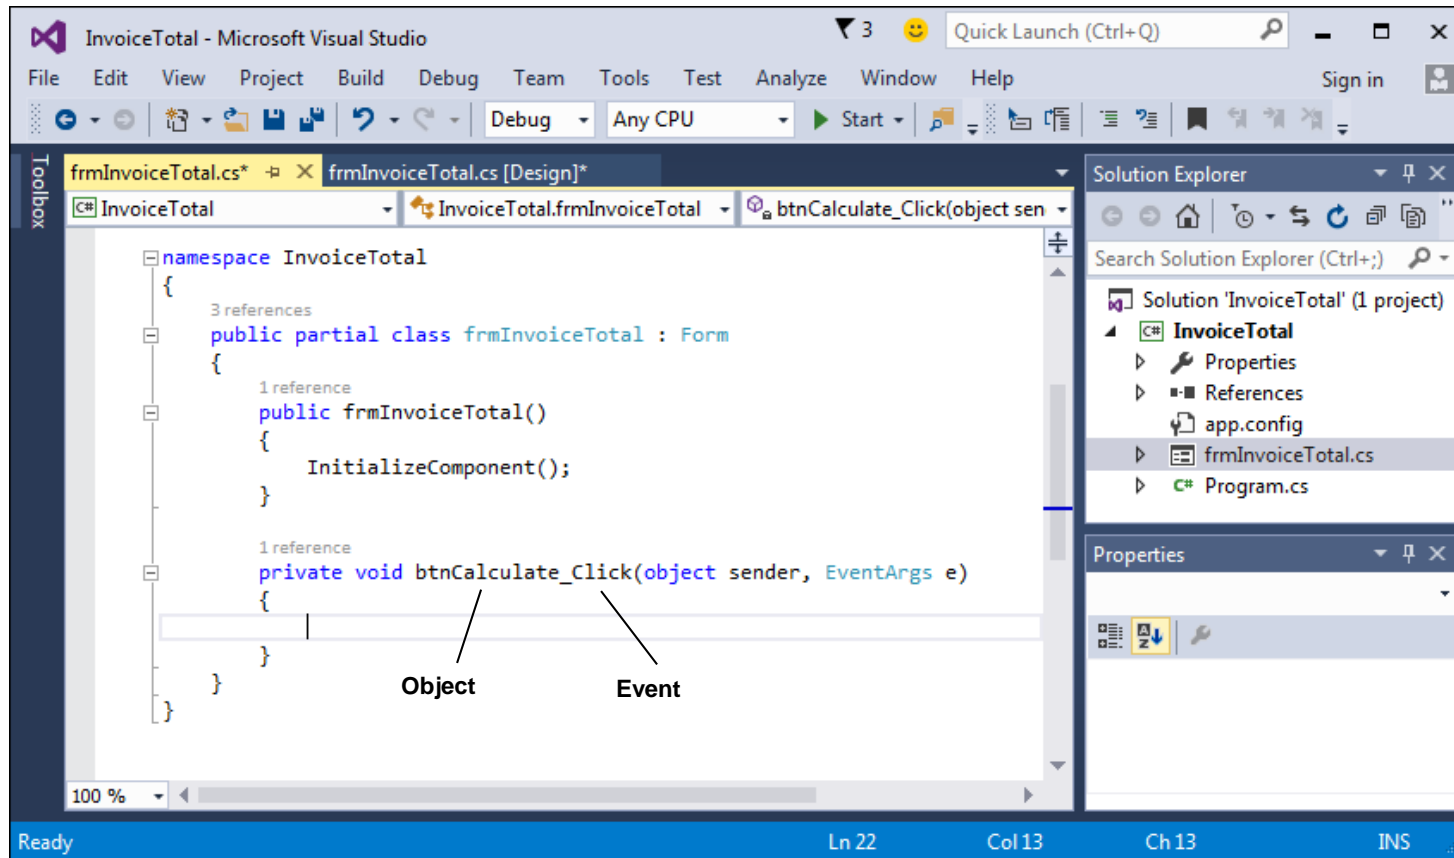 InvoiceTotal - Microsoft Visual Studio
3
Quick Launch (Ctrl+Q)
File Edit View Project Build Debug Team Tools Test Analyze Window Help
Sign in
Debug
Any CPU
Start
Toolbox
frmInvoiceTotal.cs*
frmInvoiceTotal.cs [Design]*
C# InvoiceTotal
InvoiceTotal.frmInvoiceTotal
btnCalculate_Click(object sen
namespace InvoiceTotal
{
3 references
public partial class frmInvoiceTotal : Form
{
1 reference
public frmInvoiceTotal()
{
InitializeComponent();
}
1 reference
private void btnCalculate_Click(object sender, EventArgs e)
{
}
}
}
Object
Event
100 %
Solution Explorer
Search Solution Explorer (Ctrl+;)
Solution 'InvoiceTotal' (1 project)
C# InvoiceTotal
Properties
References
app.config
frmInvoiceTotal.cs
C# Program.cs
Properties
A
Z
Ready
Ln 22
Col 13
Ch 13
INS